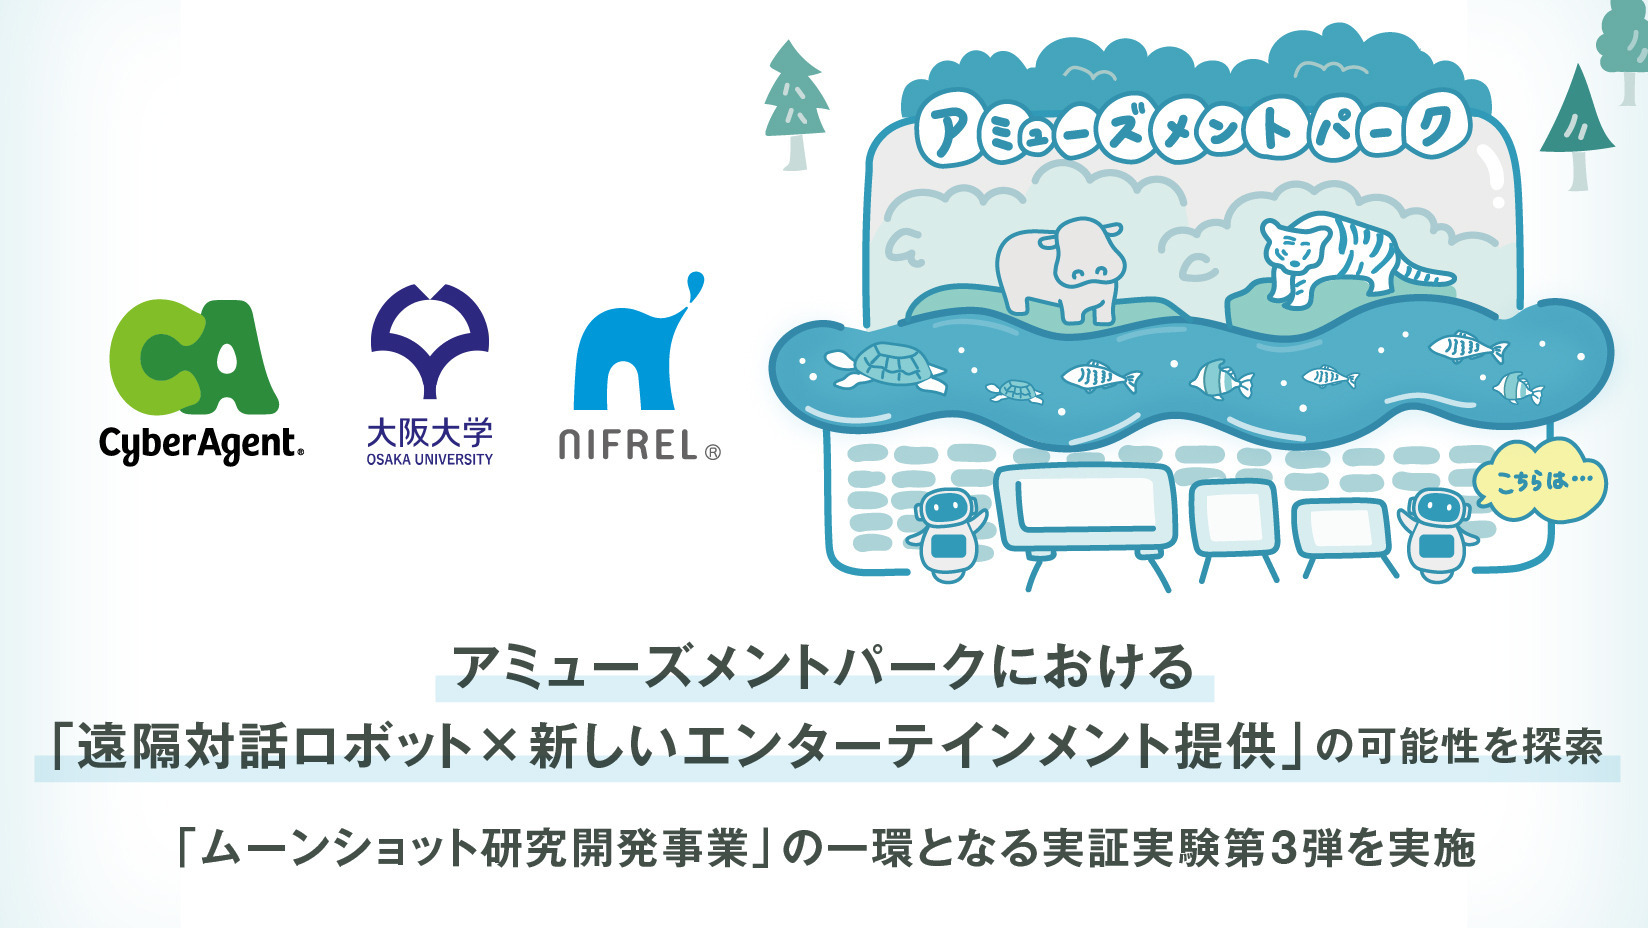 アミューズメントパーク
CyberAgent®
大阪大学
OSAKA UNIVERSITY
NIFREL®
こちらは…
アミューズメントパークにおける
「遠隔対話ロボット×新しいエンターテインメント提供」の可能性を探索
「ムーンショット研究開発事業」の一環となる実証実験第3弾を実施